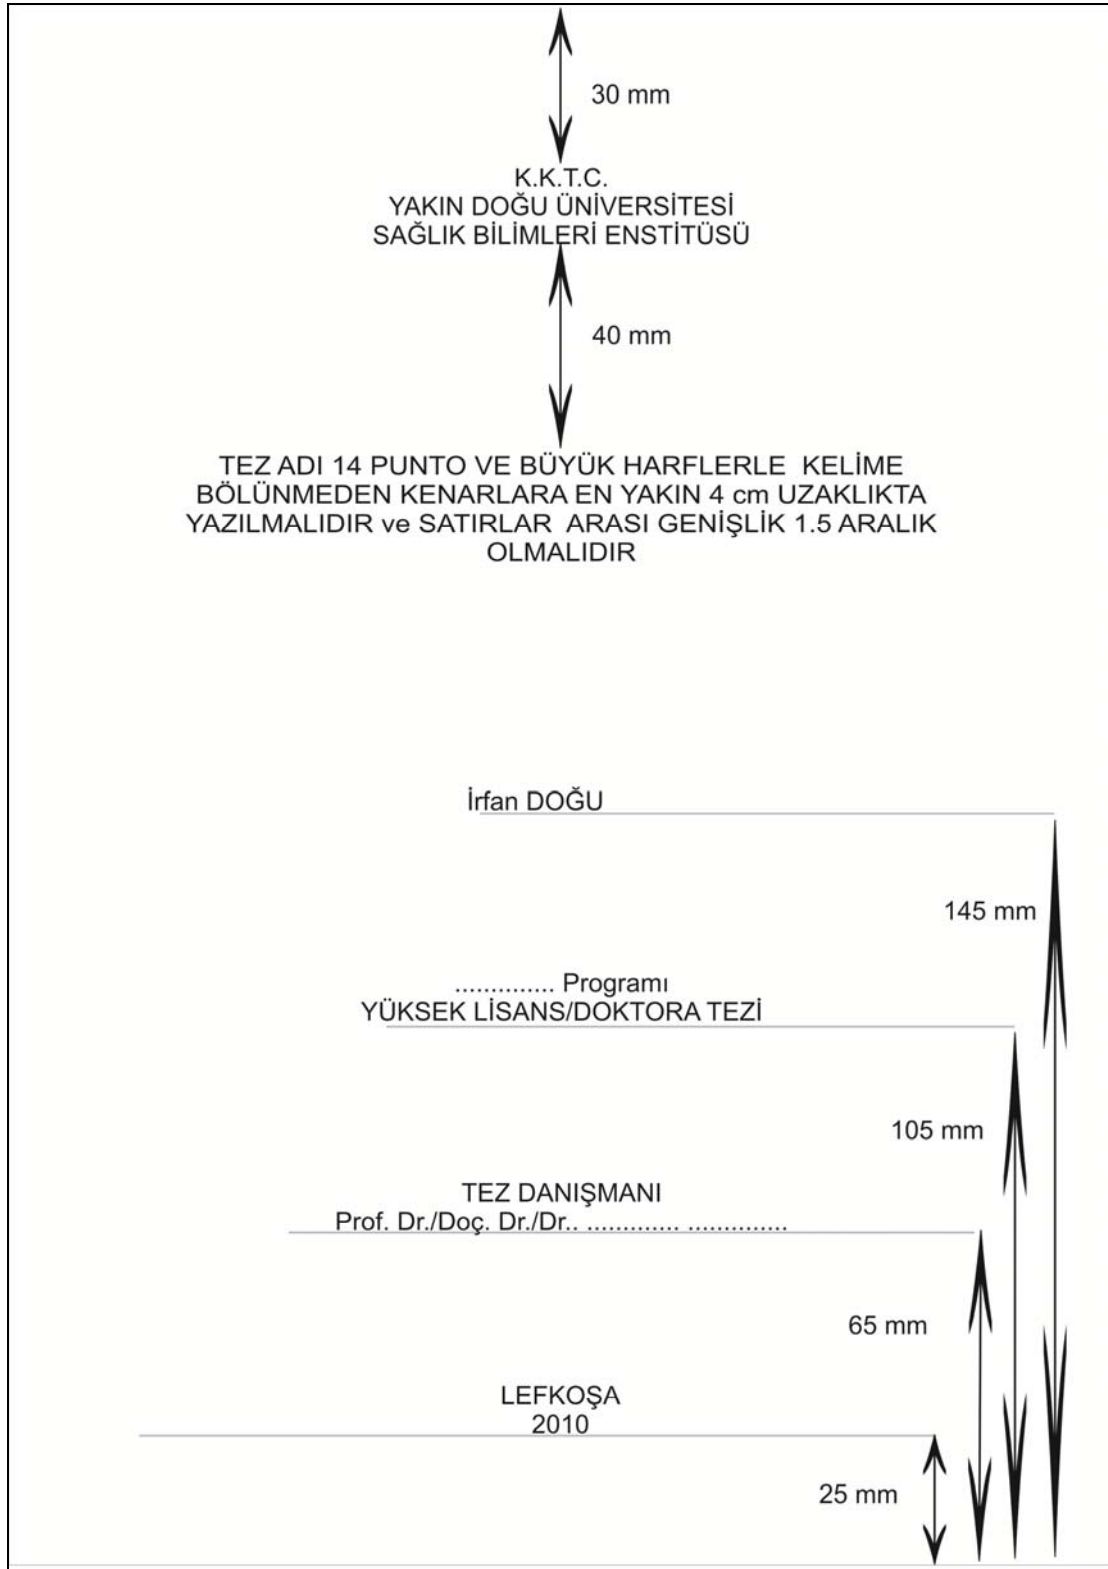 30 mm
K.K.T.C.
YAKIN DOĞU ÜNİVERSİTESİ
SAĞLIK BİLİMLERİ ENSTİTÜSÜ
40 mm
TEZ ADI 14 PUNTO VE BÜYÜK HARFLERLE KELİME
BÖLÜNMEDEN KENARLARA EN YAKIN 4 cm UZAKLIKTA
YAZILMALIDIR ve SATIRLAR ARASI GENİŞLİK 1.5 ARALIK
OLMALIDIR
İrfan DOĞU
145 mm
.............. Programı
YÜKSEK LİSANS/DOKTORA TEZİ
105 mm
TEZ DANIŞMANI
Prof. Dr./Doç. Dr./Dr.. ............. ..............
65 mm
LEFKOŞA
2010
25 mm